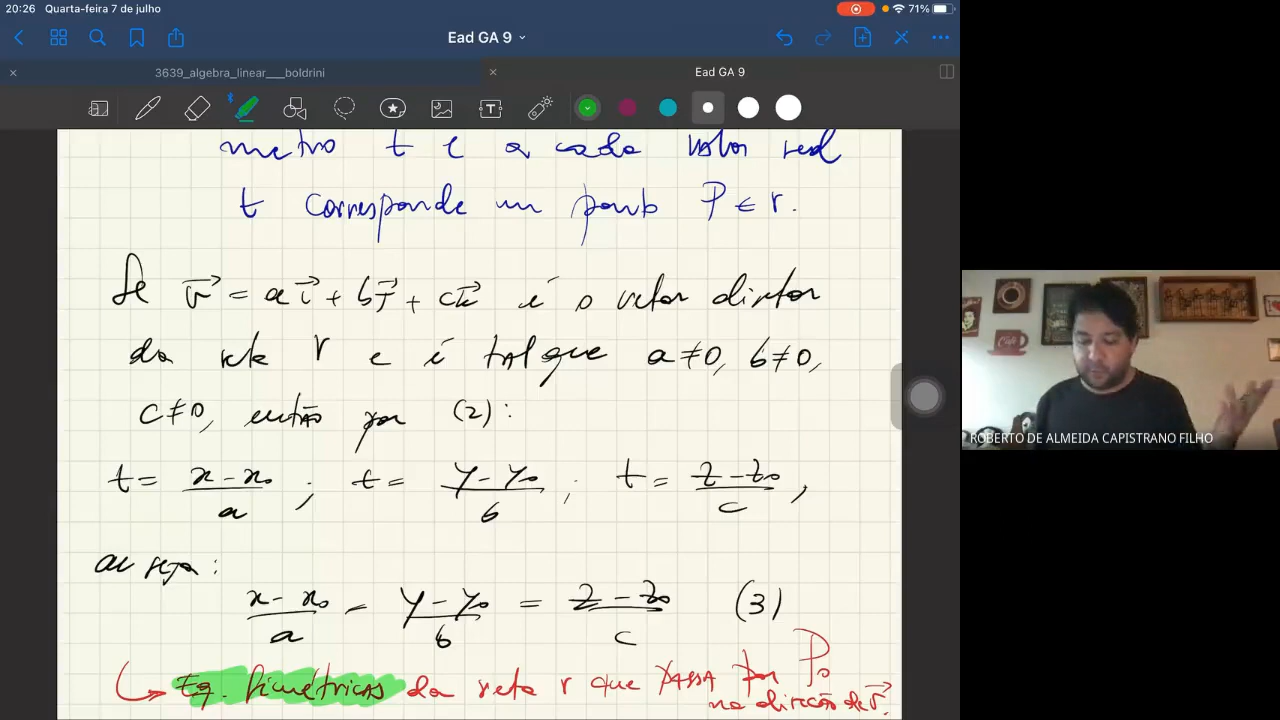 20:26 Quarta-feira 7 de julho
71%
Ead GA 9
3639_algebra_linear___boldrini
Ead GA 9
metro t e a cada valor real
t corresponde um ponto P ∈ r.
Se v⃗ = a i⃗ + b j⃗ + c k⃗ é o vetor diretor
da reta r e é tal que a ≠ 0, b ≠ 0,
c ≠ 0, então por (2):
t = (x - x₀)/a ; t = (y - y₀)/b ; t = (z - z₀)/c ,
ou seja:
(x - x₀)/a = (y - y₀)/b = (z - z₀)/c (3)
↳ Eq. Simétricas da reta r que passa por P₀
na direção de v⃗.
Café
ROBERTO DE ALMEIDA CAPISTRANO FILHO